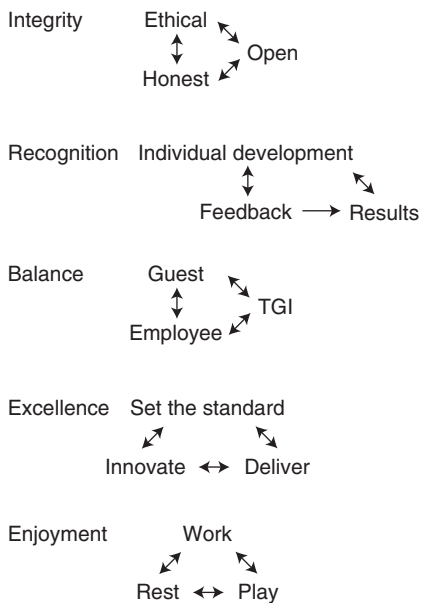 Integrity Ethical
Open
Honest
Recognition Individual development
Feedback Results
Balance Guest
TGI
Employee
Excellence Set the standard
Innovate Deliver
Enjoyment Work
Rest Play